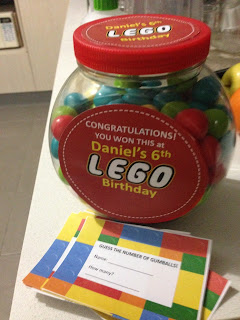 Daniel's 6th
LEGO
Birthday
CONGRATULATIONS!
YOU WON THIS at
Daniel's 6th
LEGO
Birthday
GUESS THE NUMBER OF GUMBALLS!
Name
How many?